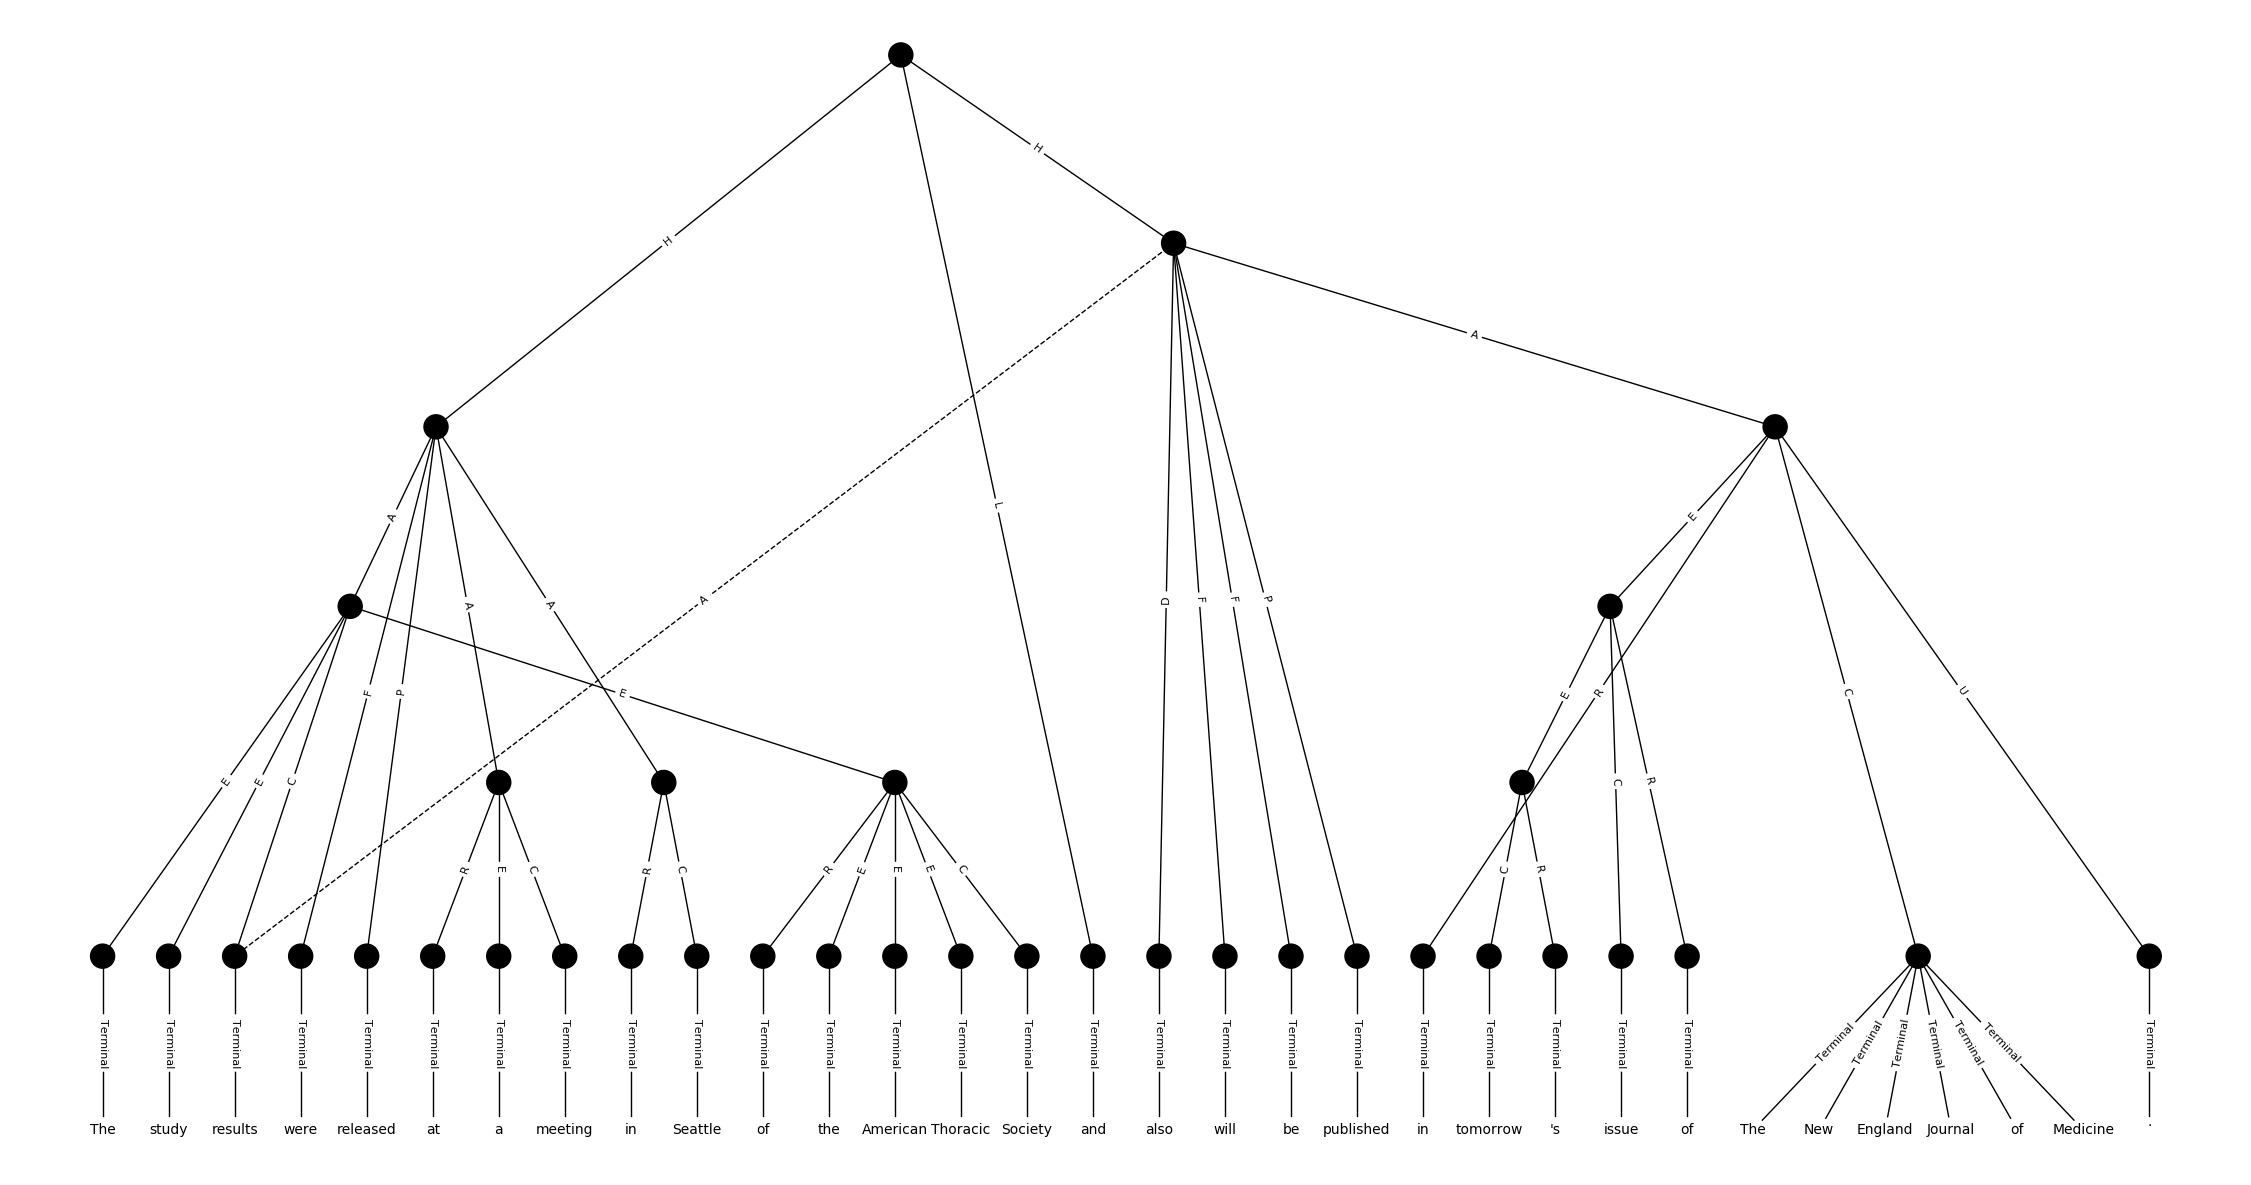 H
H
A
L
A
A
E
A
A
A
D
F
F
P
E
F
P
E
E
R
C
U
E
E
C
C
R
R
E
C
R
C
R
E
E
E
C
C
R
Terminal Terminal Terminal Terminal Terminal Terminal Terminal Terminal Terminal Terminal Terminal Terminal Terminal Terminal Terminal Terminal Terminal Terminal Terminal Terminal Terminal Terminal Terminal Terminal Terminal Terminal Terminal Terminal Terminal Terminal Terminal Terminal
The study results were released at a meeting in Seattle of the American Thoracic Society and also will be published in tomorrow 's issue of The New England Journal of Medicine .